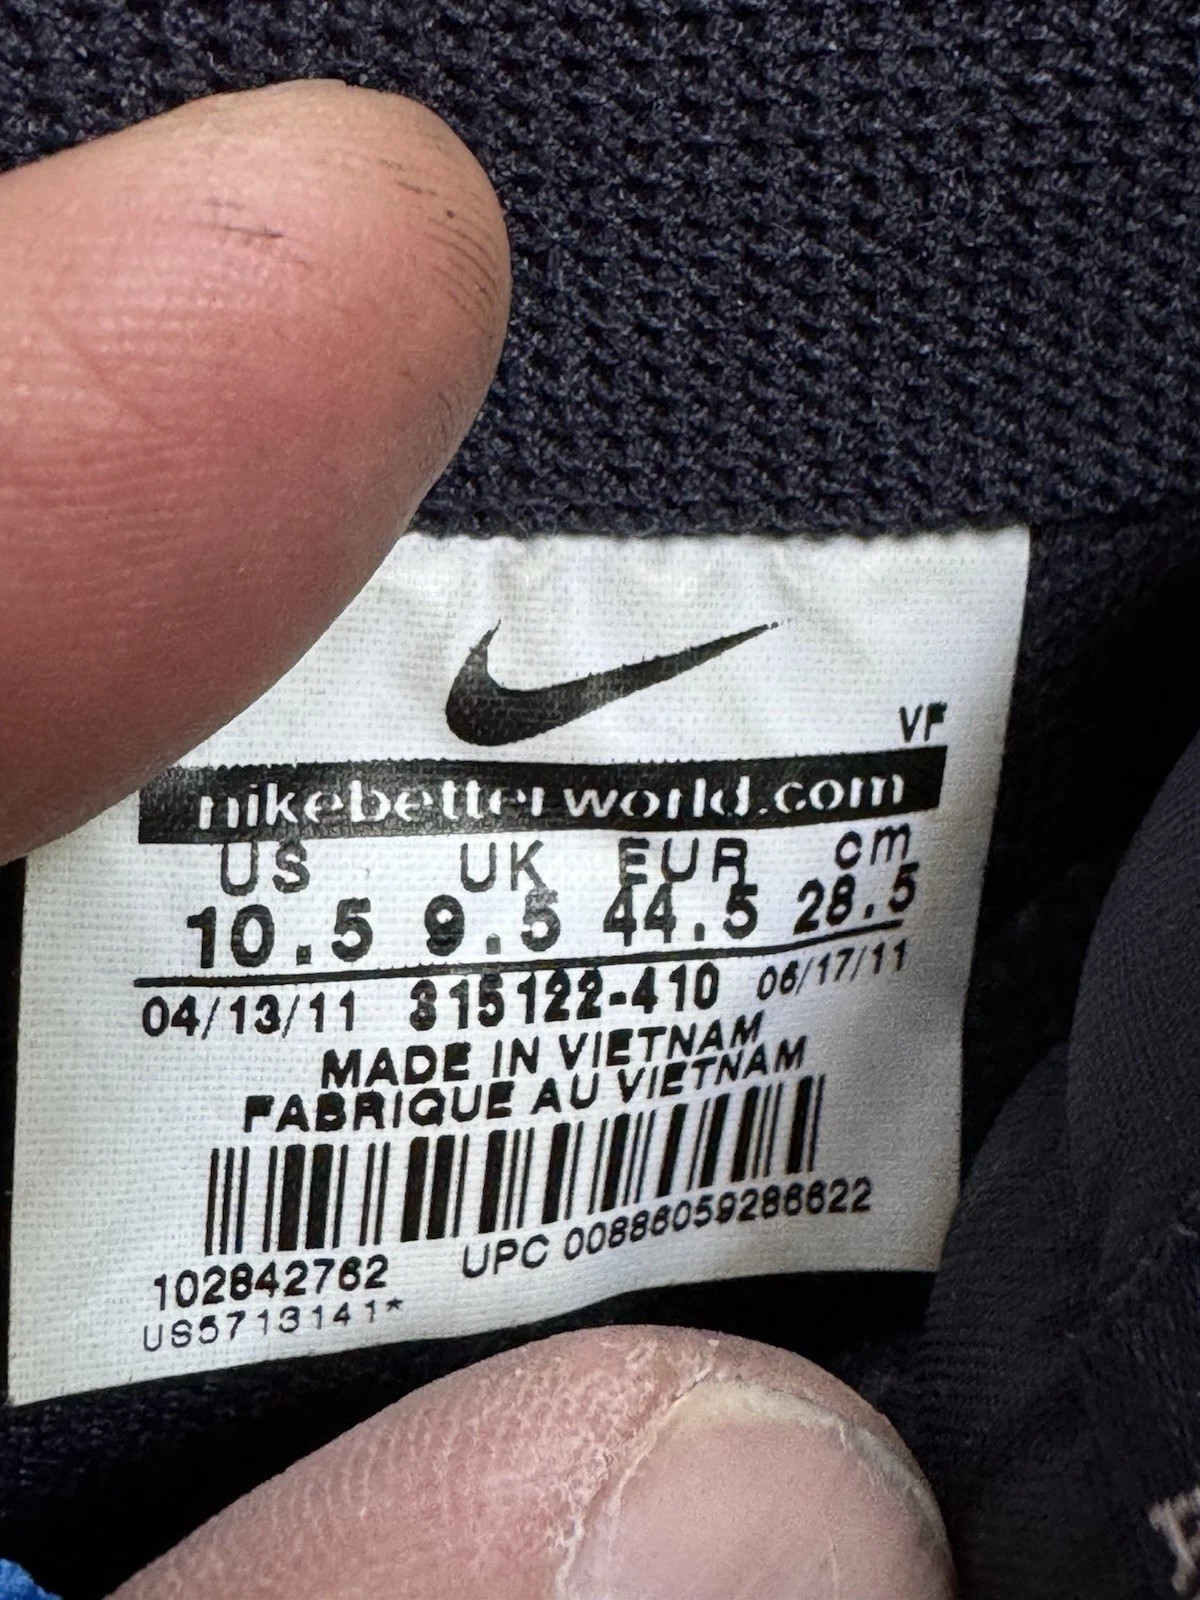 VF
nikebetterworld.com
US UK EUR cm
10.5 9.5 44.5 28.5
04/13/11 315122-410 06/17/11
MADE IN VIETNAM
FABRIQUE AU VIETNAM
102842762 UPC 00886059286622
US5713141*